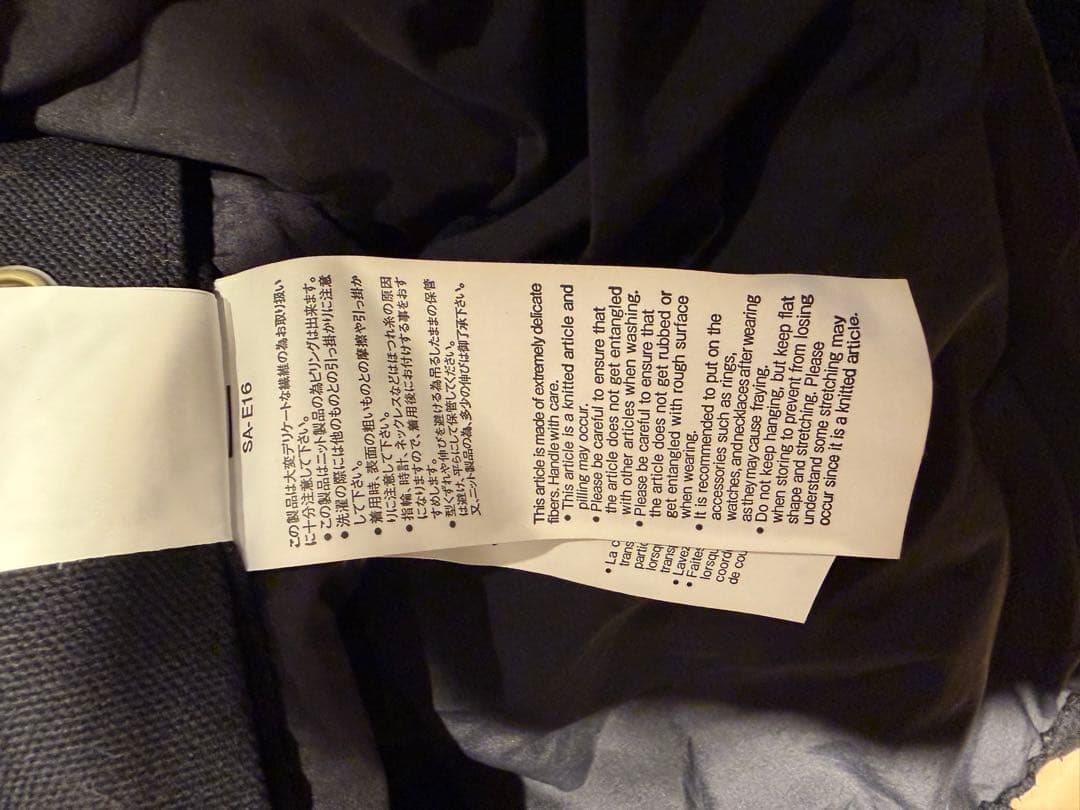 SA-E16
この製品は大変デリケートな繊維の為お取り扱い
に十分注意して下さい。
● この製品はニット製品の為ピリングは出来ます。
● 洗濯の際には他のものとの引っ掛かりに注意
して下さい。
● 着用時、表面の粗いものとの摩擦や引っ掛か
りに注意して下さい。
● 指輪、時計、ネックレスなどはほつれ糸の原因
になりますので、着用後にお付けする事をおす
すめします。
● 型くずれや伸びを避ける為吊るしたままの保管
は避け、平らにして保管してください。
又、ニット製品の為、多少の伸びは御了承下さい。
This article is made of extremely delicate
fibers. Handle with care.
• This article is a knitted article and
pilling may occur.
• Please be careful to ensure that
the article does not get entangled
with other articles when washing.
• Please be careful to ensure that
the article does not get rubbed or
get entangled with rough surface
when wearing.
• It is recommended to put on the
accessories such as rings,
watches, and necklaces after wearing
as they may cause fraying.
• Do not keep hanging, but keep flat
when storing to prevent from losing
shape and stretching. Please
understand some stretching may
occur since it is a knitted article.
• La
trans
partic
lorsq
trans
• Lavez
• Faites
lorsqu
coord
de cou